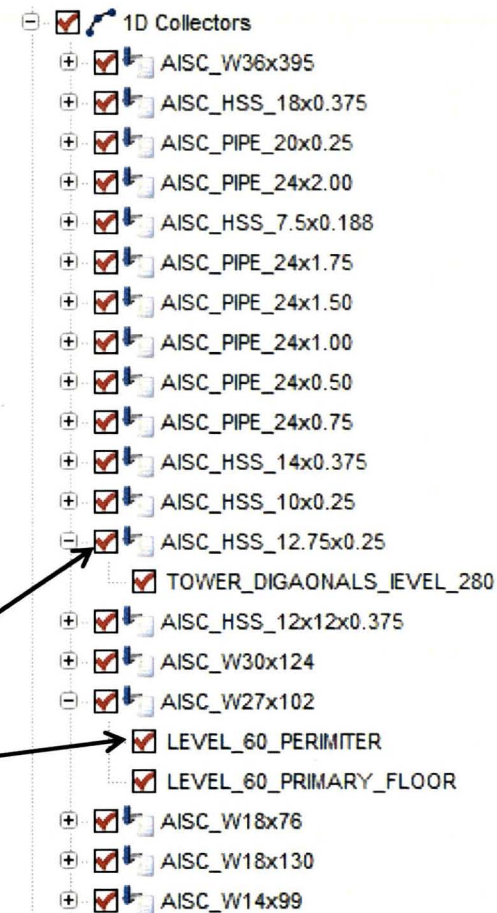 1D Collectors
AISC_W36x395
AISC_HSS_18x0.375
AISC_PIPE_20x0.25
AISC_PIPE_24x2.00
AISC_HSS_7.5x0.188
AISC_PIPE_24x1.75
AISC_PIPE_24x1.50
AISC_PIPE_24x1.00
AISC_PIPE_24x0.50
AISC_PIPE_24x0.75
AISC_HSS_14x0.375
AISC_HSS_10x0.25
AISC_HSS_12.75x0.25
TOWER_DIGAONALS_lEVEL_280
AISC_HSS_12x12x0.375
AISC_W30x124
AISC_W27x102
LEVEL_60_PERIMITER
LEVEL_60_PRIMARY_FLOOR
AISC_W18x76
AISC_W18x130
AISC_W14x99